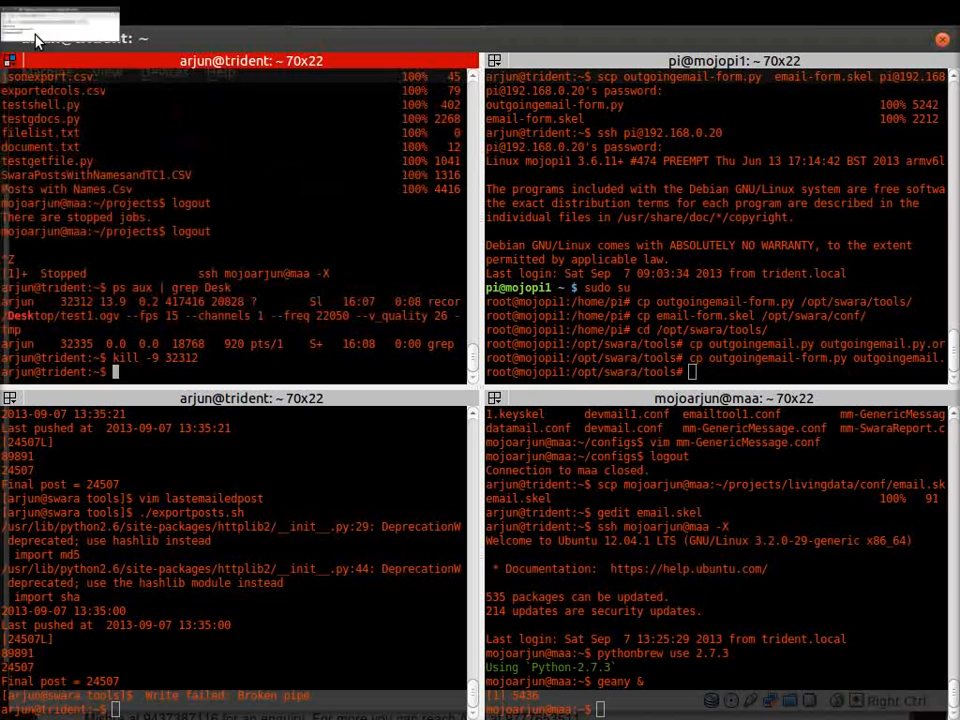 arjun@trident: ~
arjun@trident: ~ 70x22
jsonexport.csv 100% 45
exportedcols.csv 100% 79
testshell.py 100% 402
testgdocs.py 100% 2268
filelist.txt 100% 0
document.txt 100% 12
testgetfile.py 100% 1041
SwaraPostsWithNamesandTC1.CSV 100% 1316
Posts with Names.Csv 100% 4416
mojoarjun@maa:~/projects$ logout
There are stopped jobs.
mojoarjun@maa:~/projects$ logout
^Z
[1]+ Stopped ssh mojoarjun@maa -X
arjun@trident:~$ ps aux | grep Desk
arjun 32312 13.9 0.2 417416 20828 ? Sl 16:07 0:08 recor
/Desktop/test1.ogv --fps 15 --channels 1 --freq 22050 --v_quality 26 -
tmp
arjun 32335 0.0 0.0 18768 920 pts/1 S+ 16:08 0:00 grep
arjun@trident:~$ kill -9 32312
arjun@trident:~$
pi@mojopi1: ~ 70x22
arjun@trident:~$ scp outgoingemail-form.py email-form.skel pi@192.168
pi@192.168.0.20's password:
outgoingemail-form.py 100% 5242
email-form.skel 100% 2212
arjun@trident:~$ ssh pi@192.168.0.20
pi@192.168.0.20's password:
Linux mojopi1 3.6.11+ #474 PREEMPT Thu Jun 13 17:14:42 BST 2013 armv6l
The programs included with the Debian GNU/Linux system are free softwa
the exact distribution terms for each program are described in the
individual files in /usr/share/doc/*/copyright.
Debian GNU/Linux comes with ABSOLUTELY NO WARRANTY, to the extent
permitted by applicable law.
Last login: Sat Sep 7 09:03:34 2013 from trident.local
pi@mojopi1 ~ $ sudo su
root@mojopi1:/home/pi# cp outgoingemail-form.py /opt/swara/tools/
root@mojopi1:/home/pi# cp email-form.skel /opt/swara/conf/
root@mojopi1:/home/pi# cd /opt/swara/tools/
root@mojopi1:/opt/swara/tools# cp outgoingemail.py outgoingemail.py.or
root@mojopi1:/opt/swara/tools# cp outgoingemail-form.py outgoingemail.
root@mojopi1:/opt/swara/tools#
arjun@trident: ~ 70x22
2013-09-07 13:35:21
Last pushed at 2013-09-07 13:35:21
[24507L]
89891
24507
Final post = 24507
[arjun@swara tools]$ vim lastemailedpost
[arjun@swara tools]$ ./exportposts.sh
/usr/lib/python2.6/site-packages/httplib2/__init__.py:29: DeprecationW
deprecated; use hashlib instead
import md5
/usr/lib/python2.6/site-packages/httplib2/__init__.py:44: DeprecationW
deprecated; use the hashlib module instead
import sha
2013-09-07 13:35:00
Last pushed at 2013-09-07 13:35:00
[24507L]
89891
24507
Final post = 24507
[arjun@swara tools]$ Write failed: Broken pipe
arjun@trident:~$
mojoarjun@maa: ~ 70x22
1.keyskel devmail1.conf emailtool1.conf mm-GenericMessag
datamail.conf devmail.conf mm-GenericMessage.conf mm-SwaraReport.c
mojoarjun@maa:~/configs$ vim mm-GenericMessage.conf
mojoarjun@maa:~/configs$ logout
Connection to maa closed.
arjun@trident:~$ scp mojoarjun@maa:~/projects/livingdata/conf/email.sk
email.skel 100% 91
arjun@trident:~$ gedit email.skel
arjun@trident:~$ ssh mojoarjun@maa -X
Welcome to Ubuntu 12.04.1 LTS (GNU/Linux 3.2.0-29-generic x86_64)
* Documentation: https://help.ubuntu.com/
535 packages can be updated.
214 updates are security updates.
Last login: Sat Sep 7 13:25:29 2013 from trident.local
mojoarjun@maa:~$ pythonbrew use 2.7.3
Using `Python-2.7.3`
mojoarjun@maa:~$ geany &
[1] 5436
mojoarjun@maa:~$
Right Ctrl